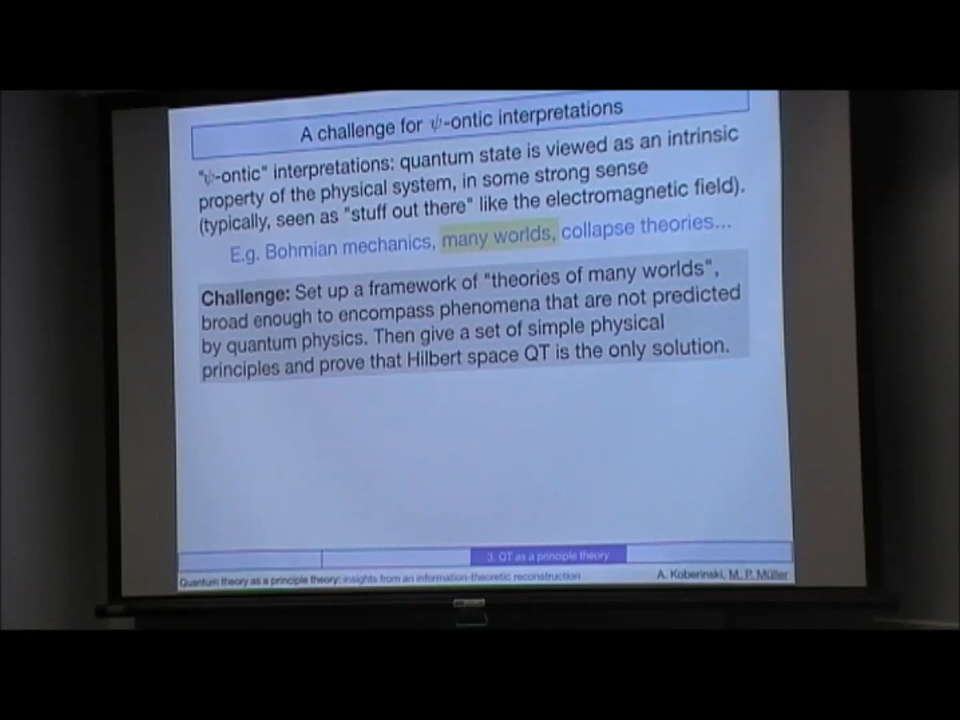 A challenge for ψ-ontic interpretations
"ψ-ontic" interpretations: quantum state is viewed as an intrinsic
property of the physical system, in some strong sense
(typically, seen as "stuff out there" like the electromagnetic field).
E.g. Bohmian mechanics, many worlds, collapse theories...
Challenge: Set up a framework of "theories of many worlds",
broad enough to encompass phenomena that are not predicted
by quantum physics. Then give a set of simple physical
principles and prove that Hilbert space QT is the only solution.
3. QT as a principle theory
Quantum theory as a principle theory: insights from an information-theoretic reconstruction
A. Koberinski, M. P. Müller